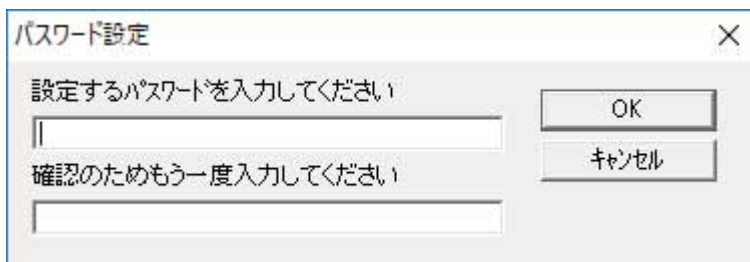 パスワード設定
設定するパスワードを入力してください
OK
キャンセル
確認のためもう一度入力してください